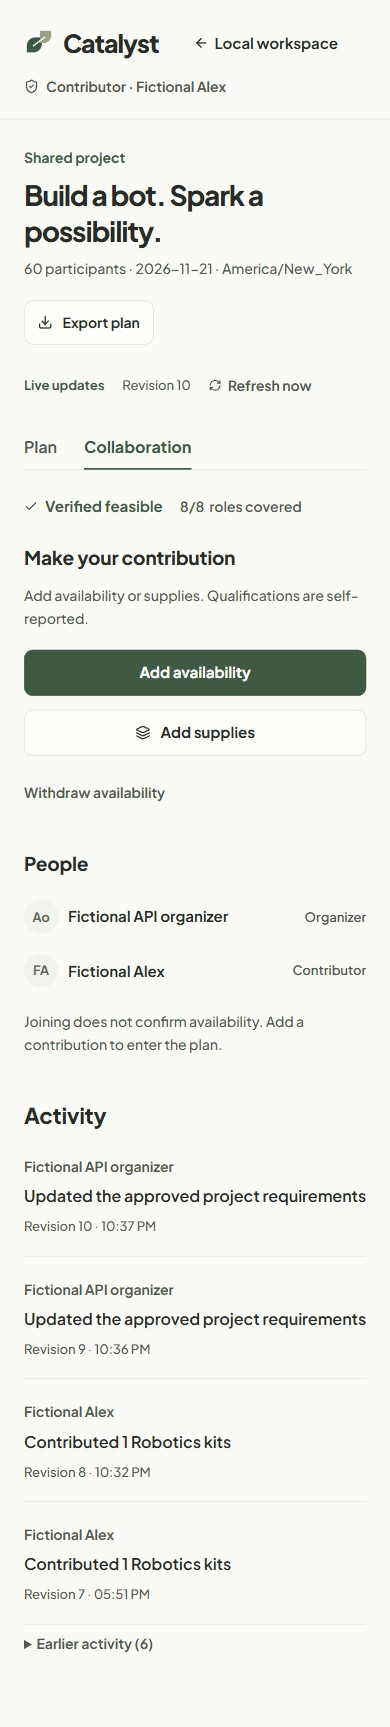 Catalyst
Local workspace
Contributor · Fictional Alex
Shared project
Build a bot. Spark a
possibility.
60 participants · 2026-11-21 · America/New_York
Export plan
Live updates Revision 10 Refresh now
Plan Collaboration
Verified feasible 8/8 roles covered
Make your contribution
Add availability or supplies. Qualifications are self-
reported.
Add availability
Add supplies
Withdraw availability
People
Ao Fictional API organizer Organizer
FA Fictional Alex Contributor
Joining does not confirm availability. Add a
contribution to enter the plan.
Activity
Fictional API organizer
Updated the approved project requirements
Revision 10 · 10:37 PM
Fictional API organizer
Updated the approved project requirements
Revision 9 · 10:36 PM
Fictional Alex
Contributed 1 Robotics kits
Revision 8 · 10:32 PM
Fictional Alex
Contributed 1 Robotics kits
Revision 7 · 05:51 PM
Earlier activity (6)